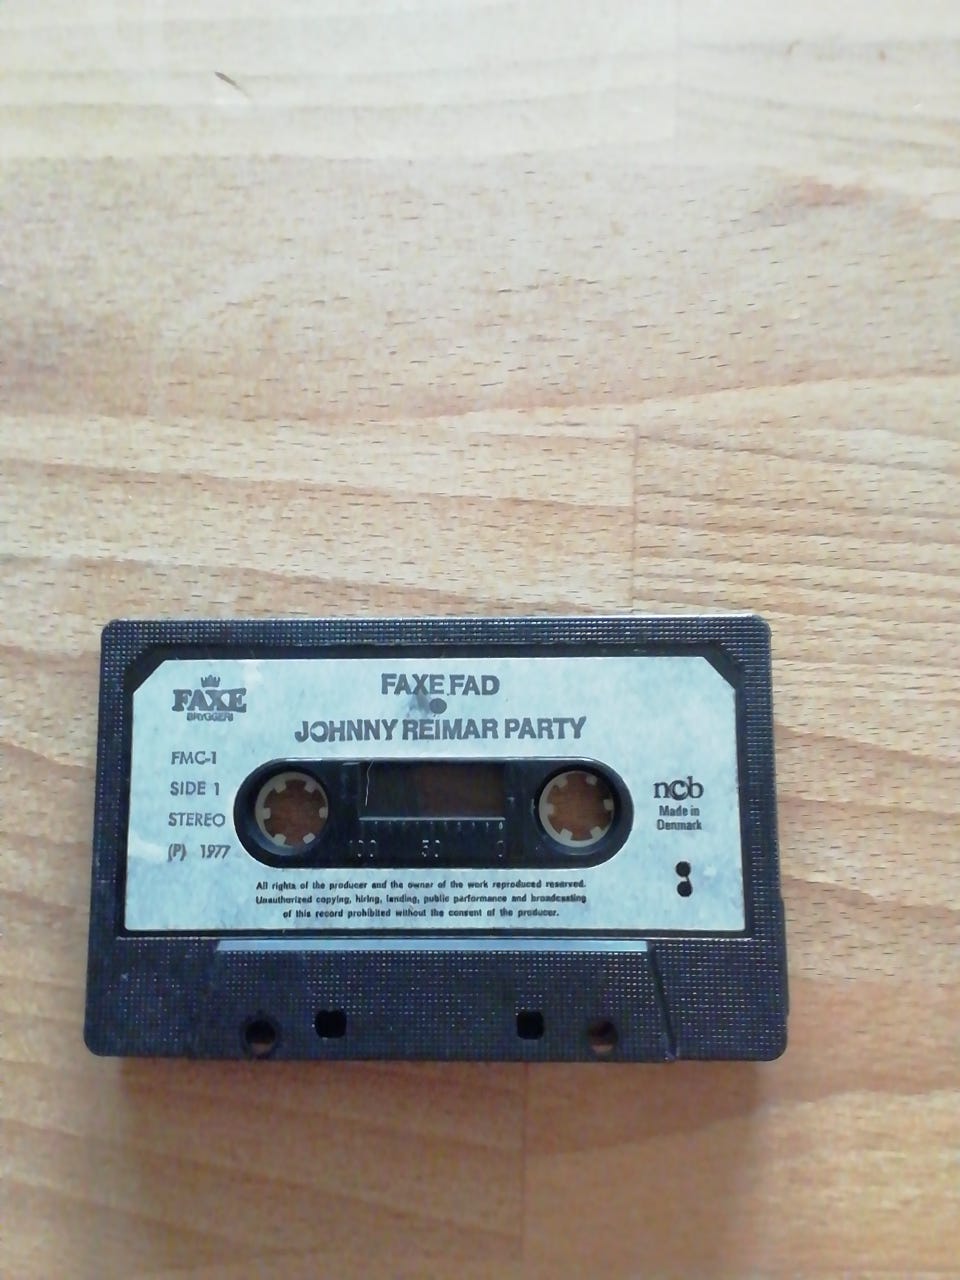 FAXE
BRYGGERI
FAXE FAD
JOHNNY REIMAR PARTY
FMC-1
SIDE 1
STEREO
(P) 1977
100 50 0
ncb
Made in
Denmark
All rights of the producer and the owner of the work reproduced reserved.
Unauthorized copying, hiring, lending, public performance and broadcasting
of this record prohibited without the consent of the producer.